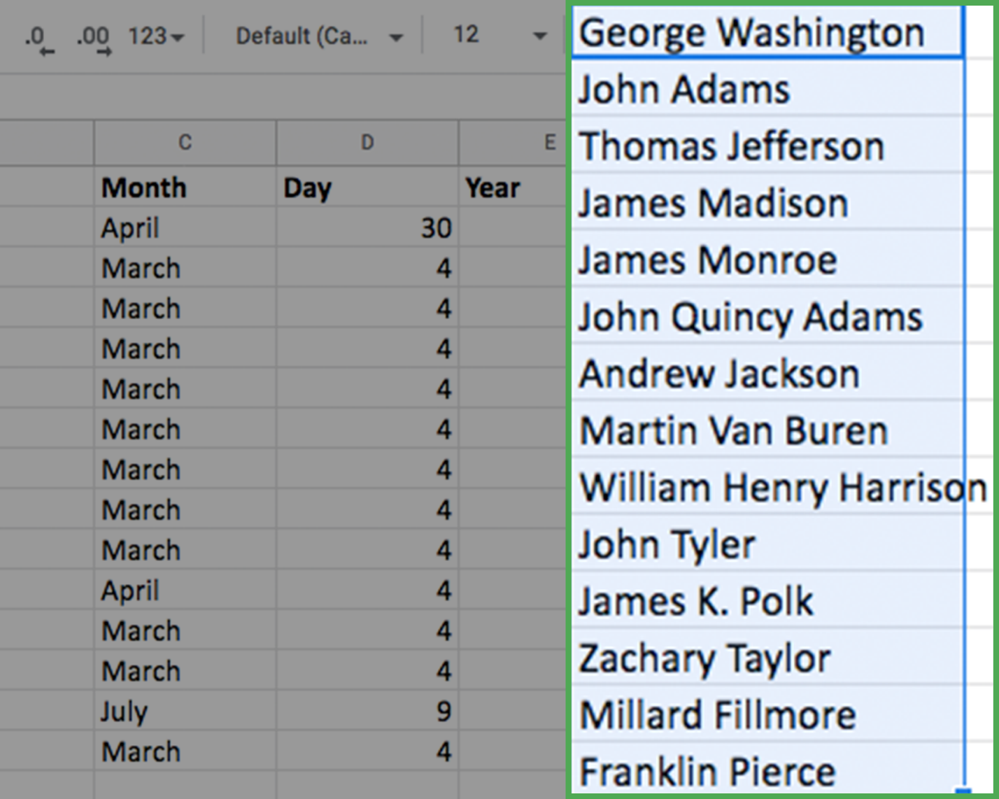 .0 .00 123 Default (Ca... 12
C D E
Month Day Year
April 30
March 4
March 4
March 4
March 4
March 4
March 4
March 4
March 4
April 4
March 4
March 4
July 9
March 4
George Washington
John Adams
Thomas Jefferson
James Madison
James Monroe
John Quincy Adams
Andrew Jackson
Martin Van Buren
William Henry Harrison
John Tyler
James K. Polk
Zachary Taylor
Millard Fillmore
Franklin Pierce